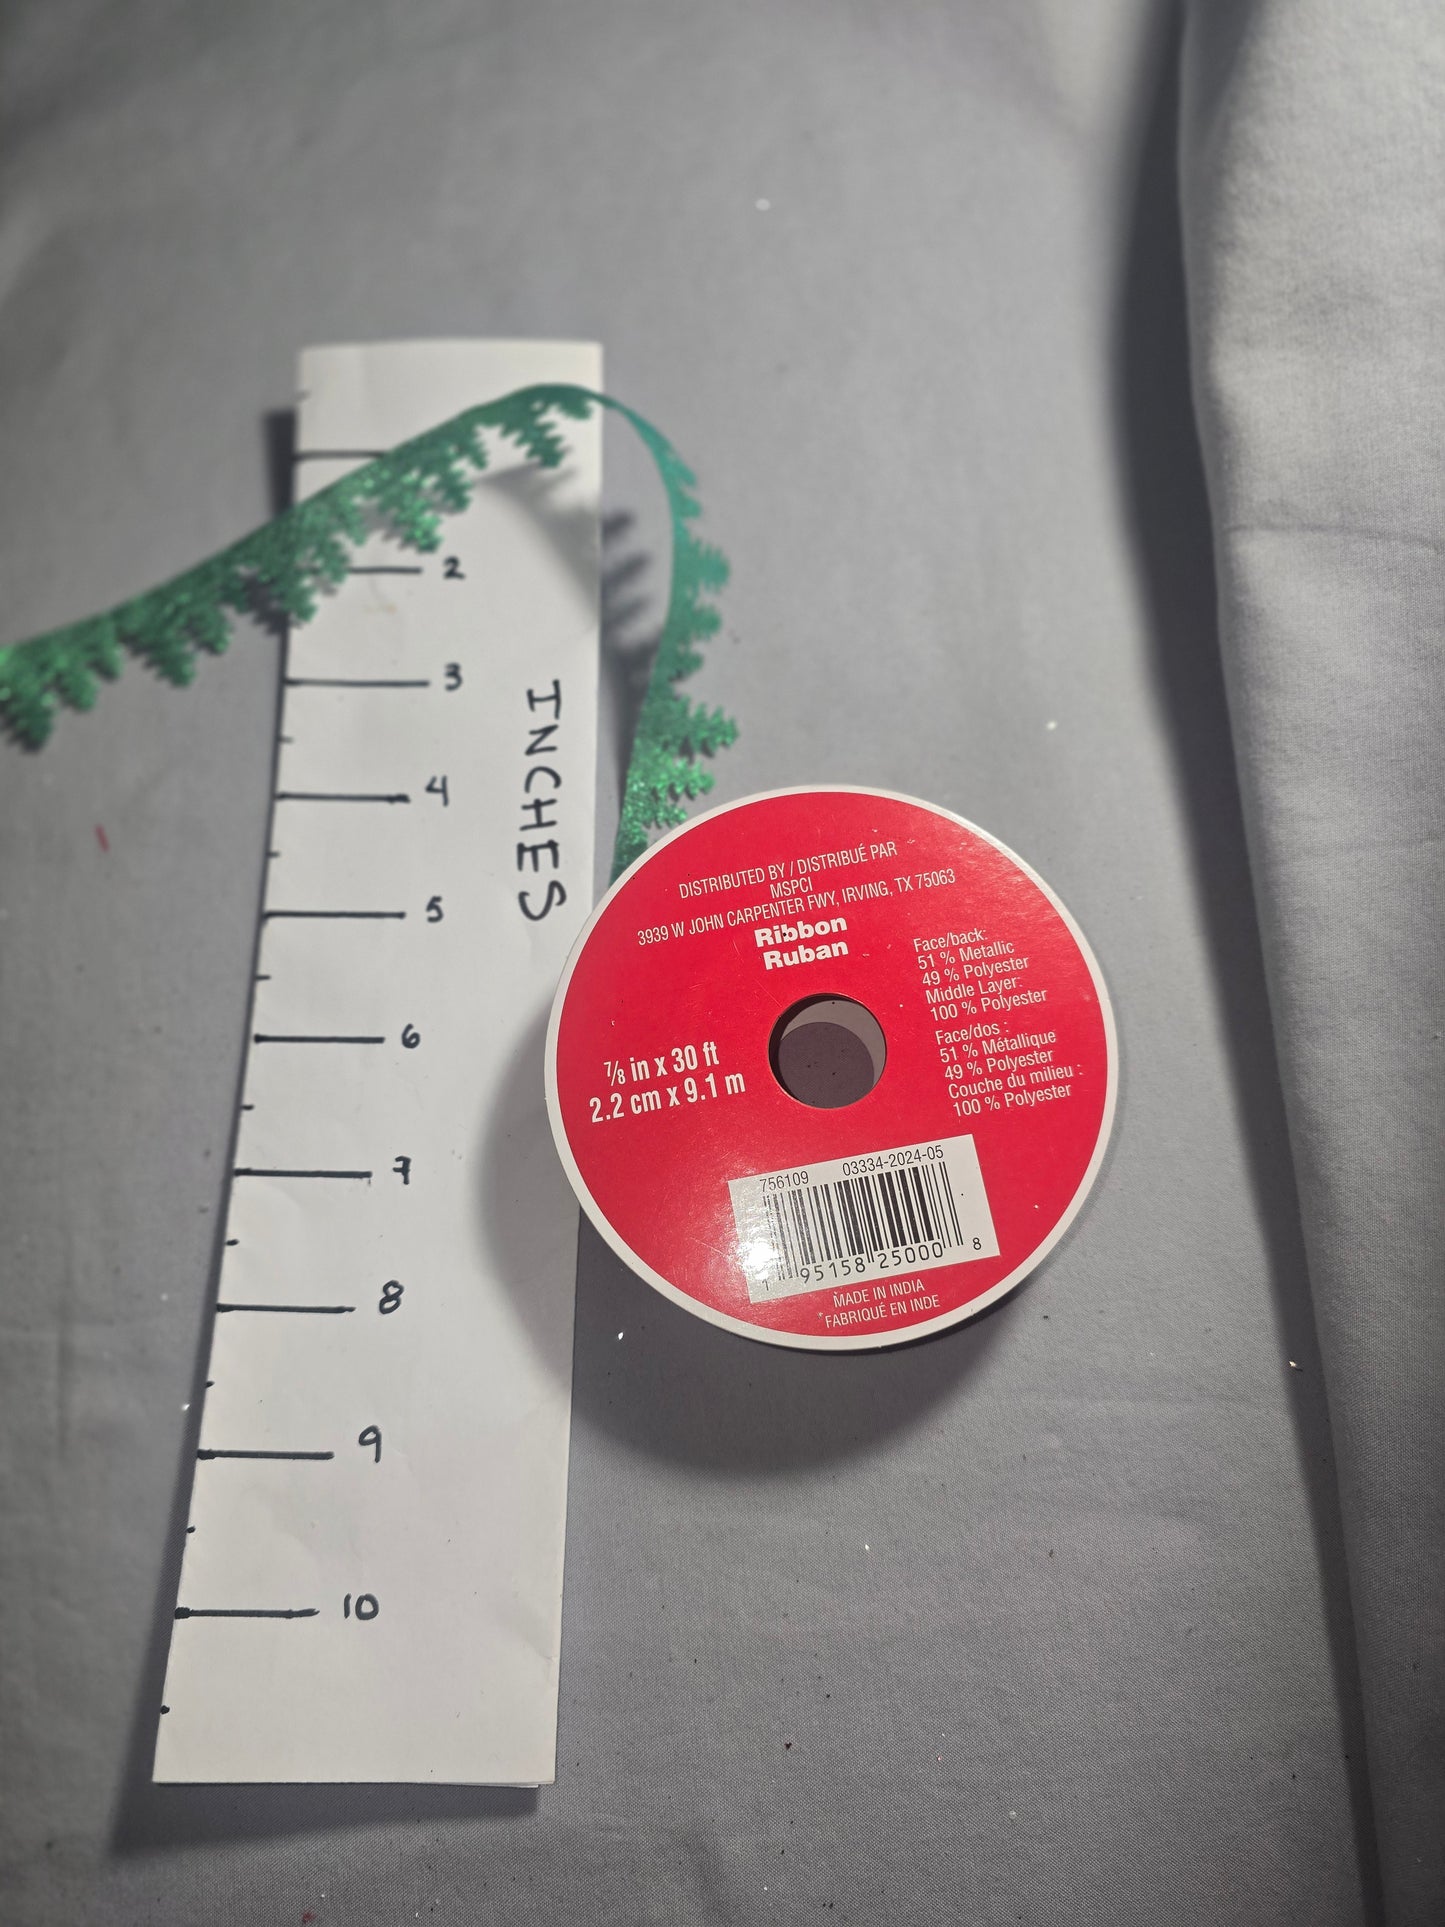 2
3
4
5
6
7
8
9
10
INCHES
DISTRIBUTED BY / DISTRIBUÉ PAR
MSPCI
3939 W JOHN CARPENTER FWY, IRVING, TX 75063
Ribbon
Ruban
Face/back:
51 % Metallic
49 % Polyester
Middle Layer:
100 % Polyester
Face/dos :
51 % Métallique
49 % Polyester
Couche du milieu :
100 % Polyester
7/8 in x 30 ft
2.2 cm x 9.1 m
756109 03334-2024-05
1 95158 25000 8
MADE IN INDIA
FABRIQUÉ EN INDE